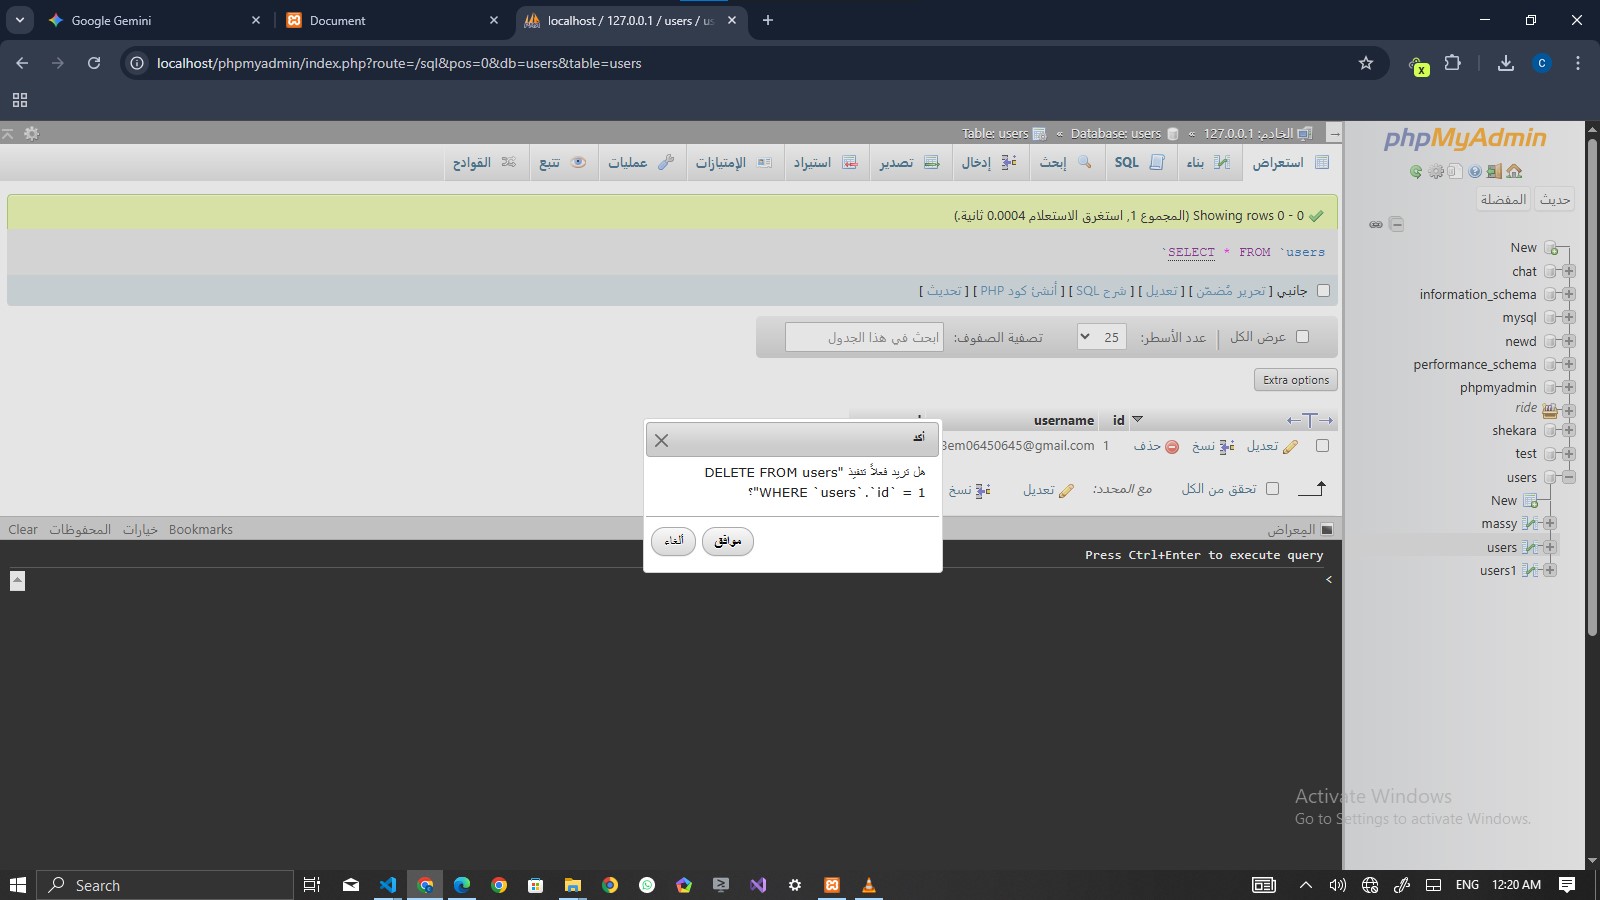 Google Gemini
Document
localhost / 127.0.0.1 / users / us
localhost/phpmyadmin/index.php?route=/sql&pos=0&db=users&table=users
X
C
الخادم: 127.0.0.1 » Database: users » Table: users
phpMyAdmin
استعراض
بناء
SQL
إبحث
إدخال
تصدير
استيراد
الإمتيازات
عمليات
تتبع
القوادح
حديث
المفضلة
Showing rows 0 - 0 (المجموع 1, استغرق الاستعلام 0.0004 ثانية.)
`SELECT * FROM `users
جانبي [ تحرير مُضمّن ] [ تعديل ] [ شرح SQL ] [ أنشئ كود PHP ] [ تحديث ]
عرض الكل
عدد الأسطر:
25
تصفية الصفوف:
ابحث في هذا الجدول
Extra options
id
username
تعديل
نسخ
حذف
1
3em06450645@gmail.com
تحقق من الكل
مع المحدد:
تعديل
نسخ
أكد
هل تريد فعلاً تنفيذ "DELETE FROM users
WHERE `users`.`id` = 1"؟
موافق
ألغاء
المِعراض
Bookmarks
خيارات
المحفوظات
Clear
Press Ctrl+Enter to execute query
>
New
chat
information_schema
mysql
newd
performance_schema
phpmyadmin
ride
shekara
test
users
New
massy
users
users1
Activate Windows
Go to Settings to activate Windows.
Search
ENG
12:20 AM